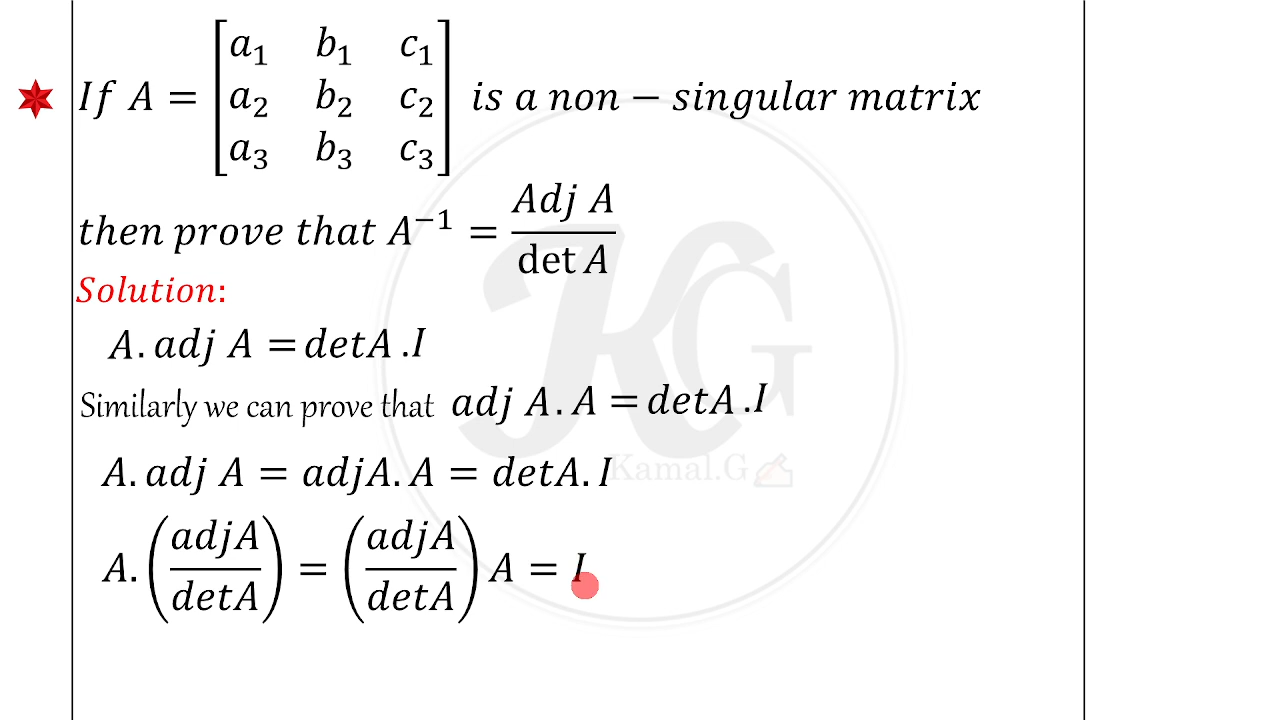 If A = [a₁ b₁ c₁
a₂ b₂ c₂
a₃ b₃ c₃] is a non − singular matrix
then prove that A⁻¹ = Adj A / det A
Solution:
A. adj A = detA .I
Similarly we can prove that adj A. A = detA .I
A. adj A = adjA. A = detA. I
Kamal.G
A. (adjA / detA) = (adjA / detA) A = I
KG